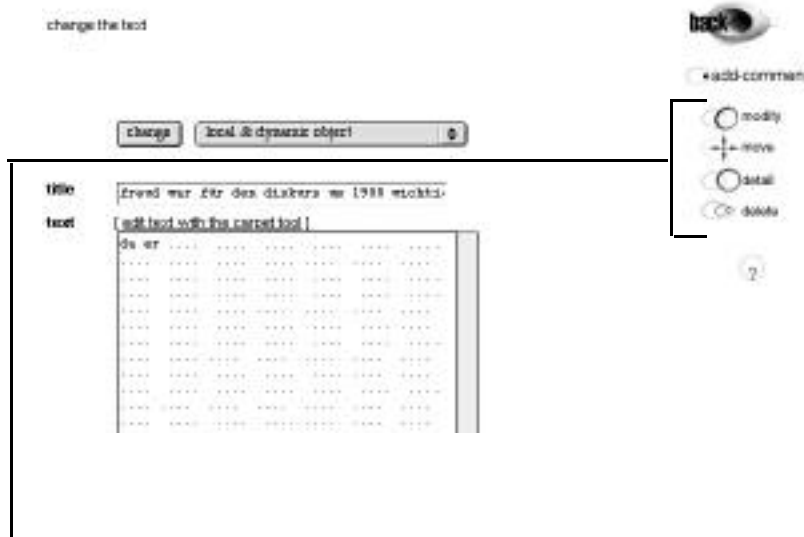 change the text
back
add-commen
change local & dynamic object
modify
move
detail
delete
?
title freud war für den diskurs um 1900 wichti
text [ edit text with the carpet tool ]
da er .... .... .... .... .... ....